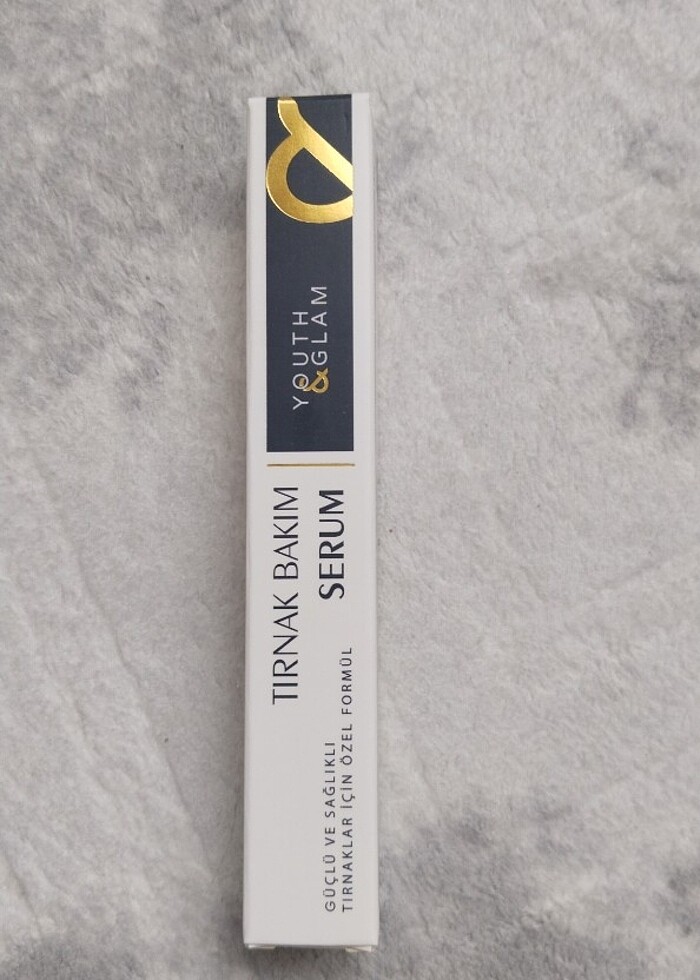 YOUTH
&GLAM
TIRNAK BAKIM
SERUM
GÜÇLÜ VE SAĞLIKLI
TIRNAKLAR İÇİN ÖZEL FORMÜL